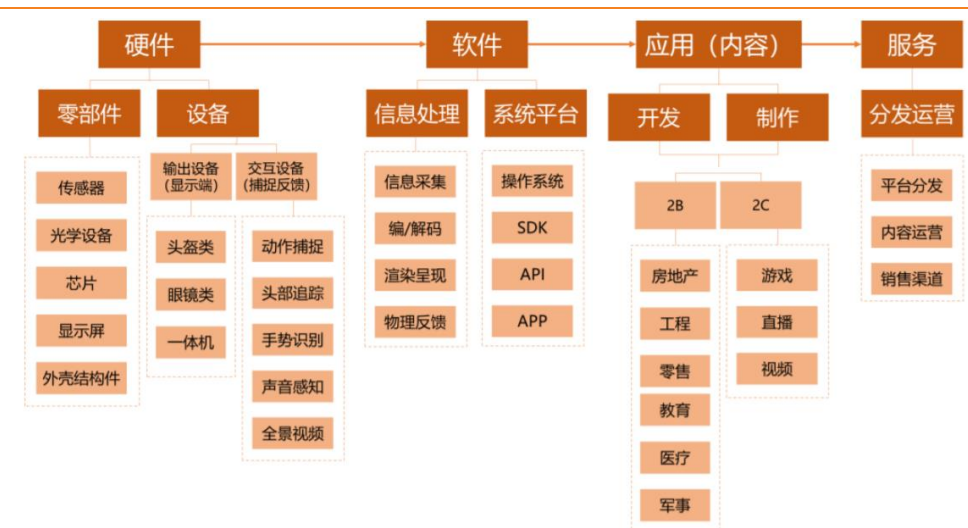 硬件
软件
应用（内容）
服务
零部件
设备
信息处理
系统平台
开发
制作
分发运营
输出设备
（显示端）
交互设备
（捕捉反馈）
传感器
光学设备
芯片
显示屏
外壳结构件
头盔类
眼镜类
一体机
动作捕捉
头部追踪
手势识别
声音感知
全景视频
信息采集
编/解码
渲染呈现
物理反馈
操作系统
SDK
API
APP
2B
2C
房地产
工程
零售
教育
医疗
军事
游戏
直播
视频
平台分发
内容运营
销售渠道